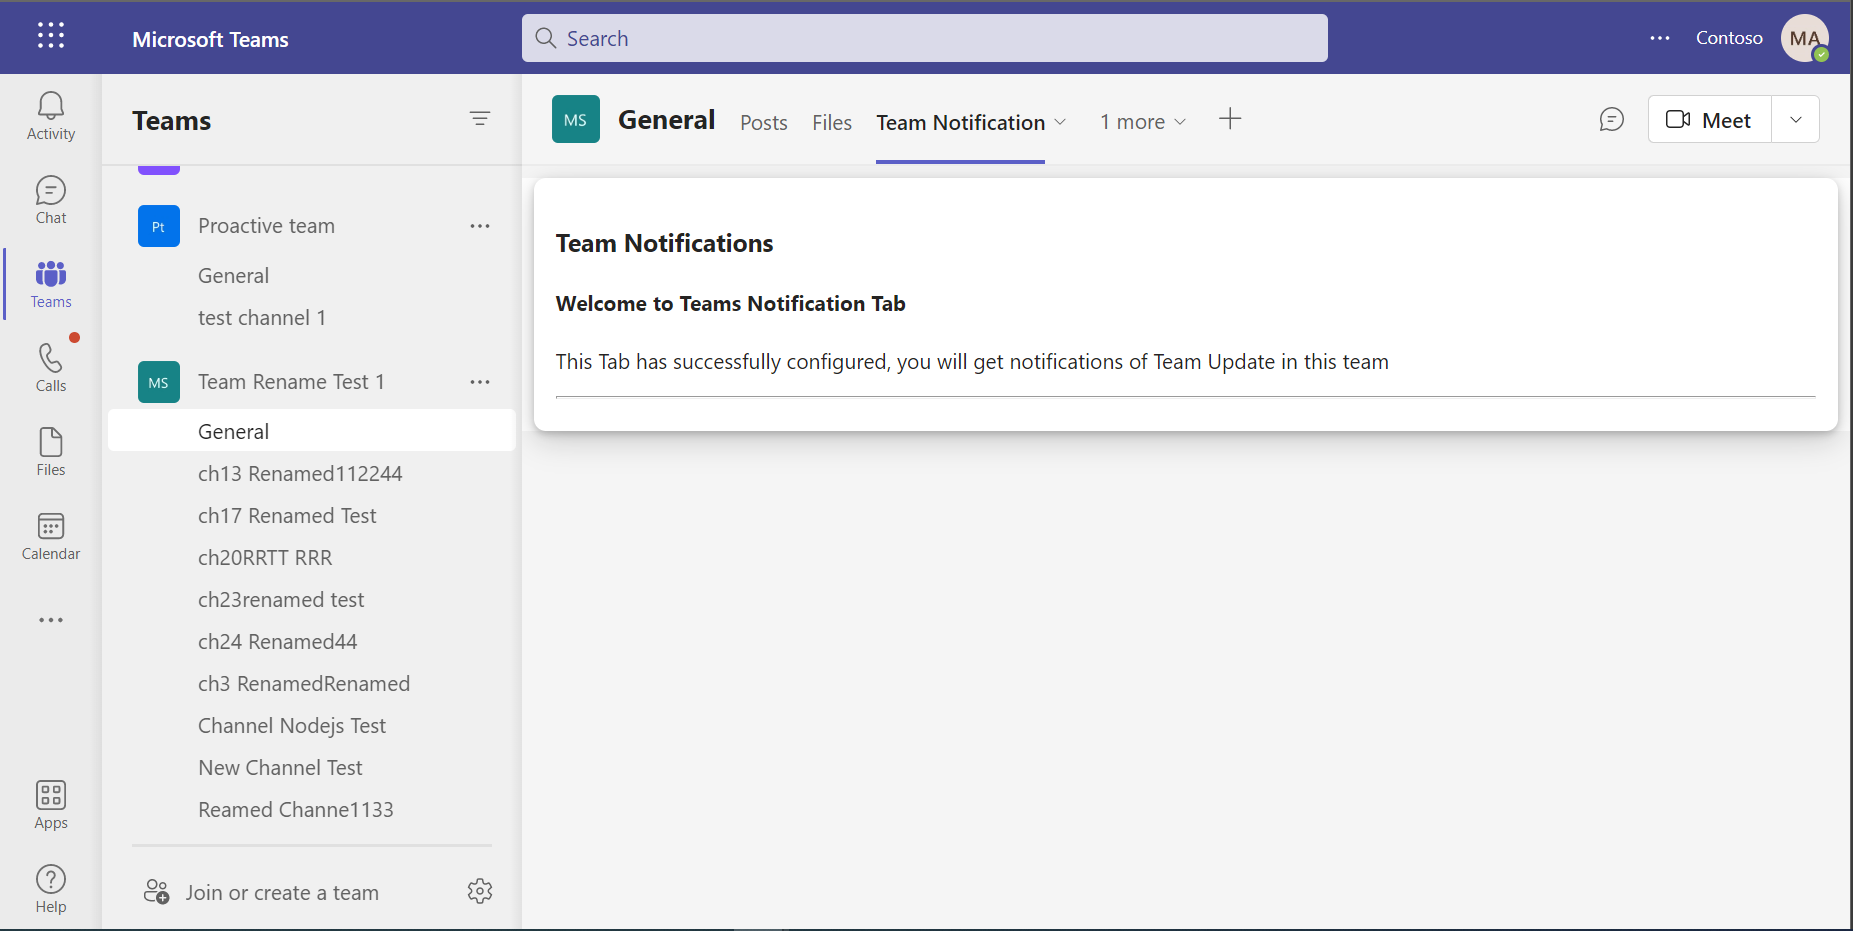 Microsoft Teams
Search
Contoso
MA
Activity
Chat
Teams
Calls
Files
Calendar
Apps
Help
Teams
Pt Proactive team
General
test channel 1
MS Team Rename Test 1
General
ch13 Renamed112244
ch17 Renamed Test
ch20RRTT RRR
ch23renamed test
ch24 Renamed44
ch3 RenamedRenamed
Channel Nodejs Test
New Channel Test
Reamed Channe1133
Join or create a team
MS General Posts Files Team Notification 1 more
Meet
Team Notifications
Welcome to Teams Notification Tab
This Tab has successfully configured, you will get notifications of Team Update in this team